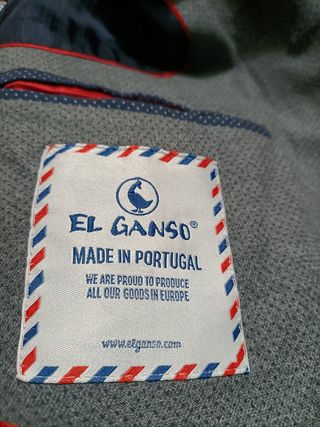 EL GANSO®
MADE IN PORTUGAL
WE ARE PROUD TO PRODUCE
ALL OUR GOODS IN EUROPE
www.elganso.com